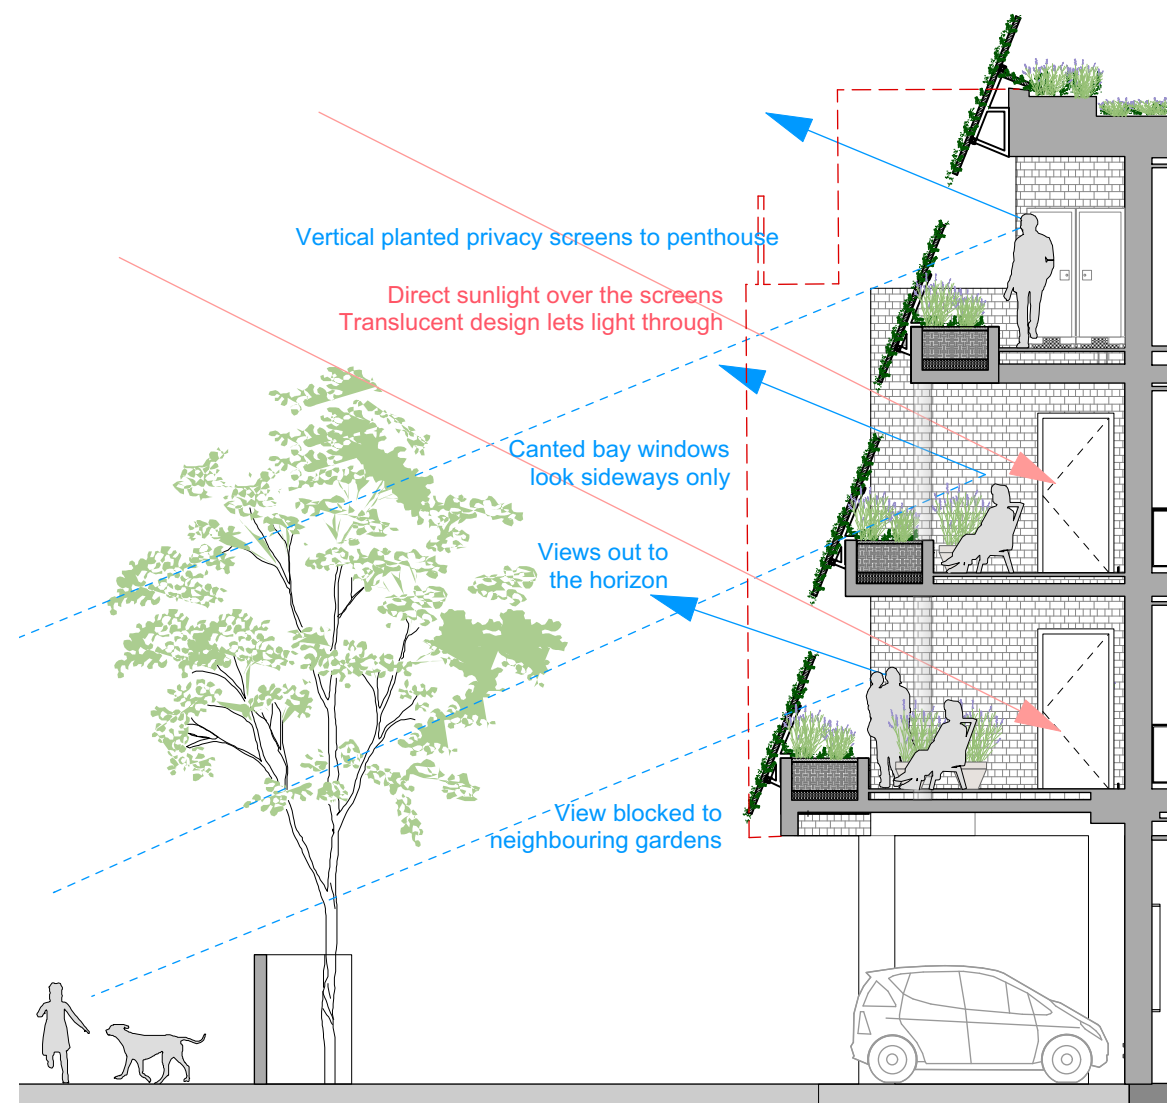 Vertical planted privacy screens to penthouse
Direct sunlight over the screens
Translucent design lets light through
Canted bay windows
look sideways only
Views out to
the horizon
View blocked to
neighbouring gardens